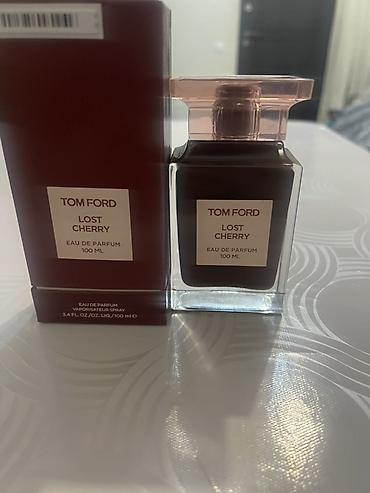 TOM FORD
LOST
CHERRY
EAU DE PARFUM
100 ML
EAU DE PARFUM
VAPORISATEUR SPRAY
3.4 FL.OZ./OZ. LIQ./100 ml ℮
TOM FORD
LOST
CHERRY
EAU DE PARFUM
100 ML